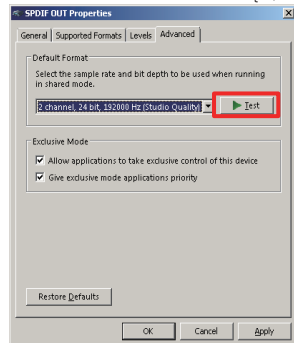 SPDIF OUT Properties
General Supported Formats Levels Advanced
Default Format
Select the sample rate and bit depth to be used when running
in shared mode.
2 channel, 24 bit, 192000 Hz (Studio Quality) Test
Exclusive Mode
Allow applications to take exclusive control of this device
Give exclusive mode applications priority
Restore Defaults
OK Cancel Apply